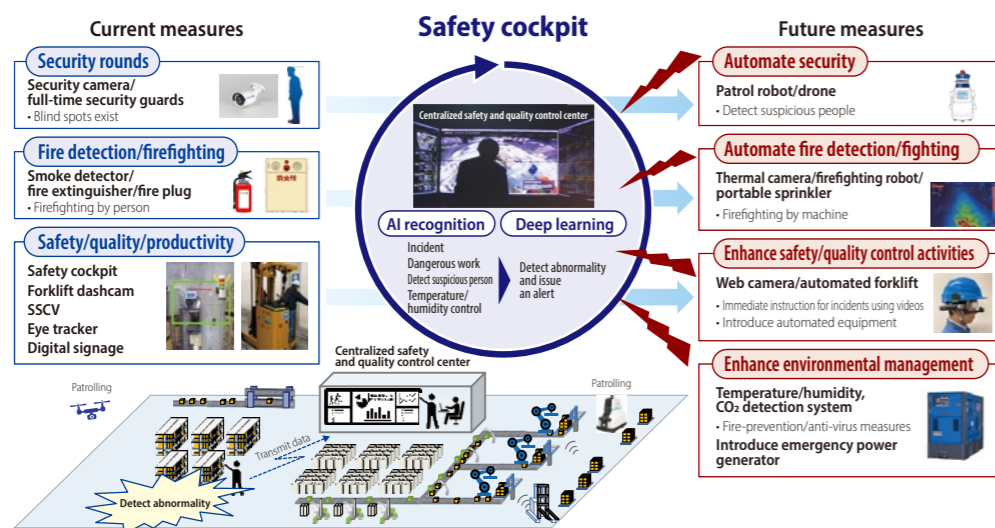 Current measures
Safety cockpit
Future measures
Security rounds
Security camera/
full-time security guards
• Blind spots exist
Fire detection/firefighting
Smoke detector/
fire extinguisher/fire plug
• Firefighting by person
消火栓
Safety/quality/productivity
Safety cockpit
Forklift dashcam
SSCV
Eye tracker
Digital signage
Centralized safety and quality control center
AI recognition
Deep learning
Incident
Dangerous work
Detect suspicious person
Temperature/
humidity control
Detect abnormality
and issue
an alert
Automate security
Patrol robot/drone
• Detect suspicious people
Automate fire detection/fighting
Thermal camera/firefighting robot/
portable sprinkler
• Firefighting by machine
Enhance safety/quality control activities
Web camera/automated forklift
• Immediate instruction for incidents using videos
• Introduce automated equipment
Enhance environmental management
Temperature/humidity,
CO₂ detection system
• Fire-prevention/anti-virus measures
Introduce emergency power
generator
Centralized safety
and quality control center
Patrolling
Patrolling
Transmit data
Detect abnormality